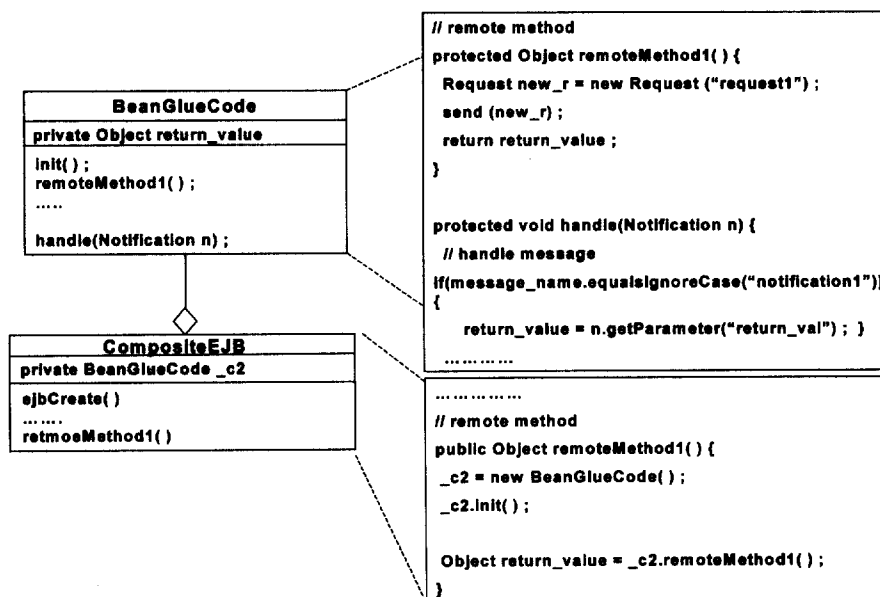 BeanGlueCode
private Object return_value
init( ) ;
remoteMethod1( ) ;
.....
handle(Notification n) ;
CompositeEJB
private BeanGlueCode _c2
ejbCreate( )
.......
retmoeMethod1( )
// remote method
protected Object remoteMethod1( ) {
Request new_r = new Request ("request1") ;
send (new_r) ;
return return_value ;
}
protected void handle(Notification n) {
// handle message
if(message_name.equalsIgnoreCase("notification1")]
{
return_value = n.getParameter("return_val") ; }
............
...............
// remote method
public Object remoteMethod1( ) {
_c2 = new BeanGlueCode( ) ;
_c2.init( ) ;
Object return_value = _c2.remoteMethod1( ) ;
}